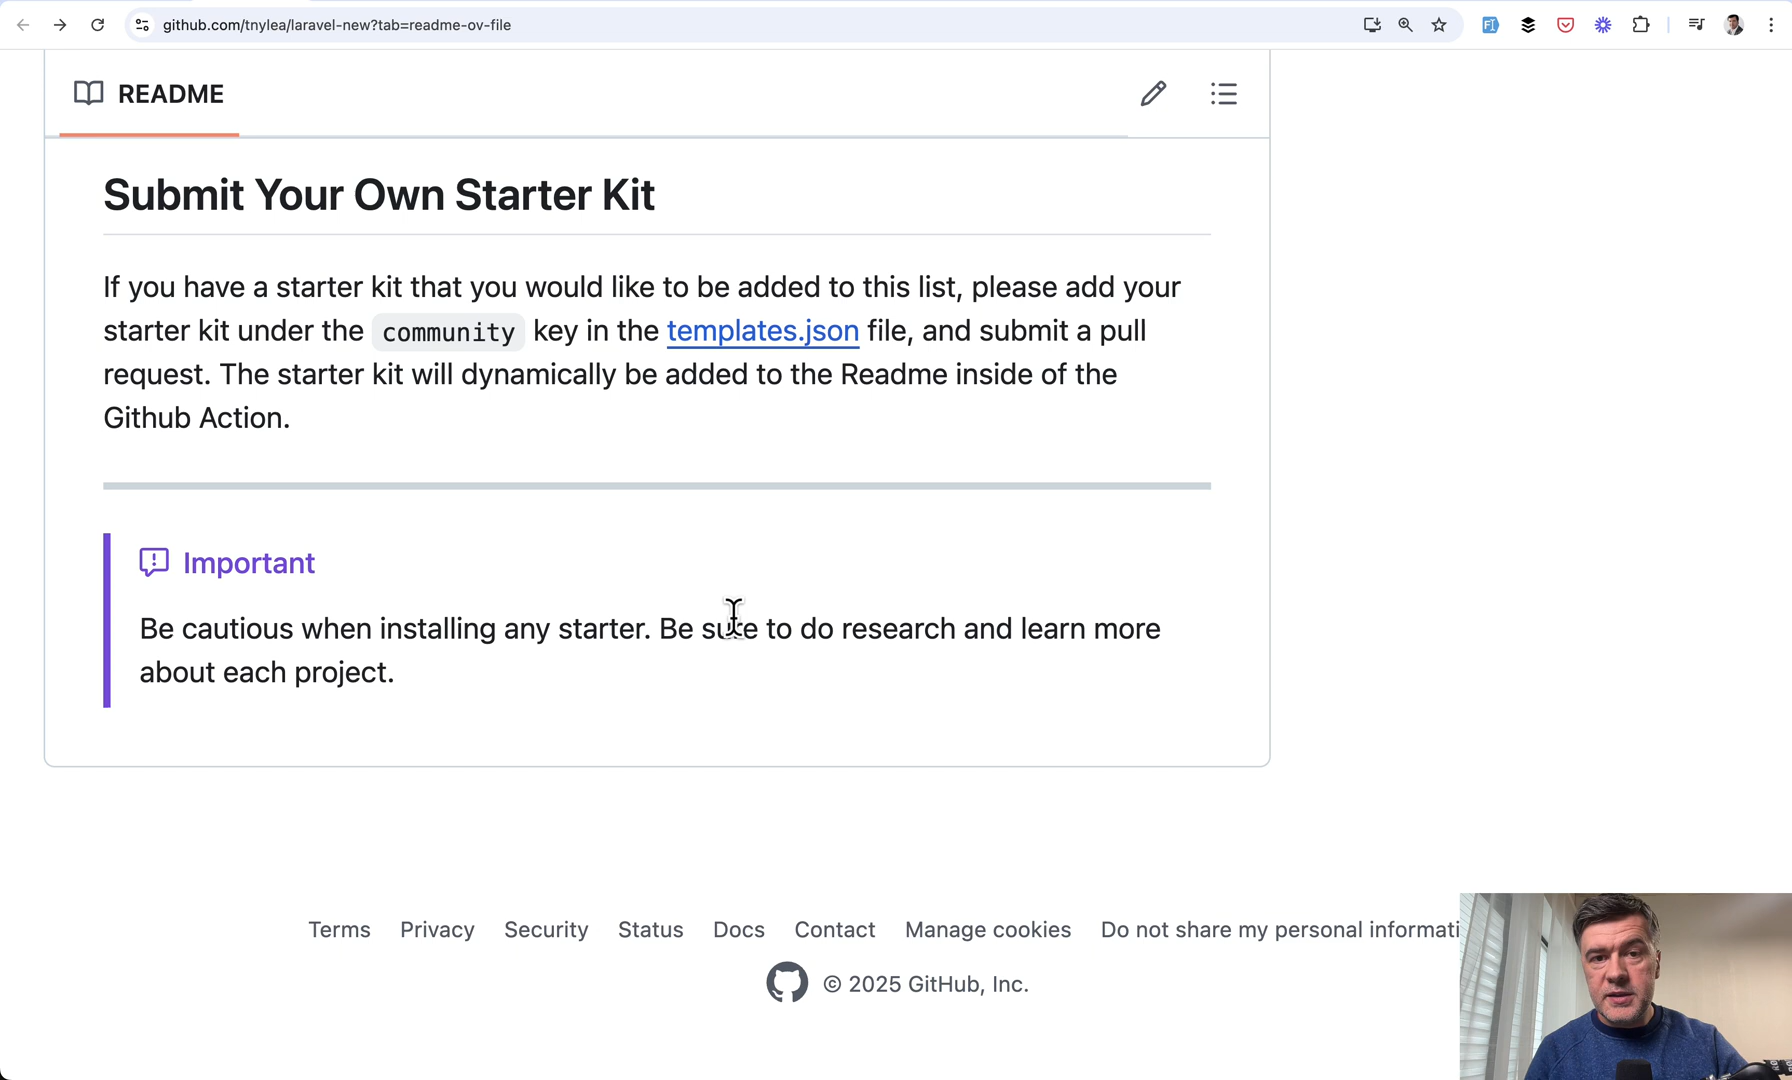 github.com/tnylea/laravel-new?tab=readme-ov-file
README
Submit Your Own Starter Kit
If you have a starter kit that you would like to be added to this list, please add your
starter kit under the community key in the templates.json file, and submit a pull
request. The starter kit will dynamically be added to the Readme inside of the
Github Action.
Important
Be cautious when installing any starter. Be sure to do research and learn more
about each project.
Terms Privacy Security Status Docs Contact Manage cookies Do not share my personal informati
© 2025 GitHub, Inc.